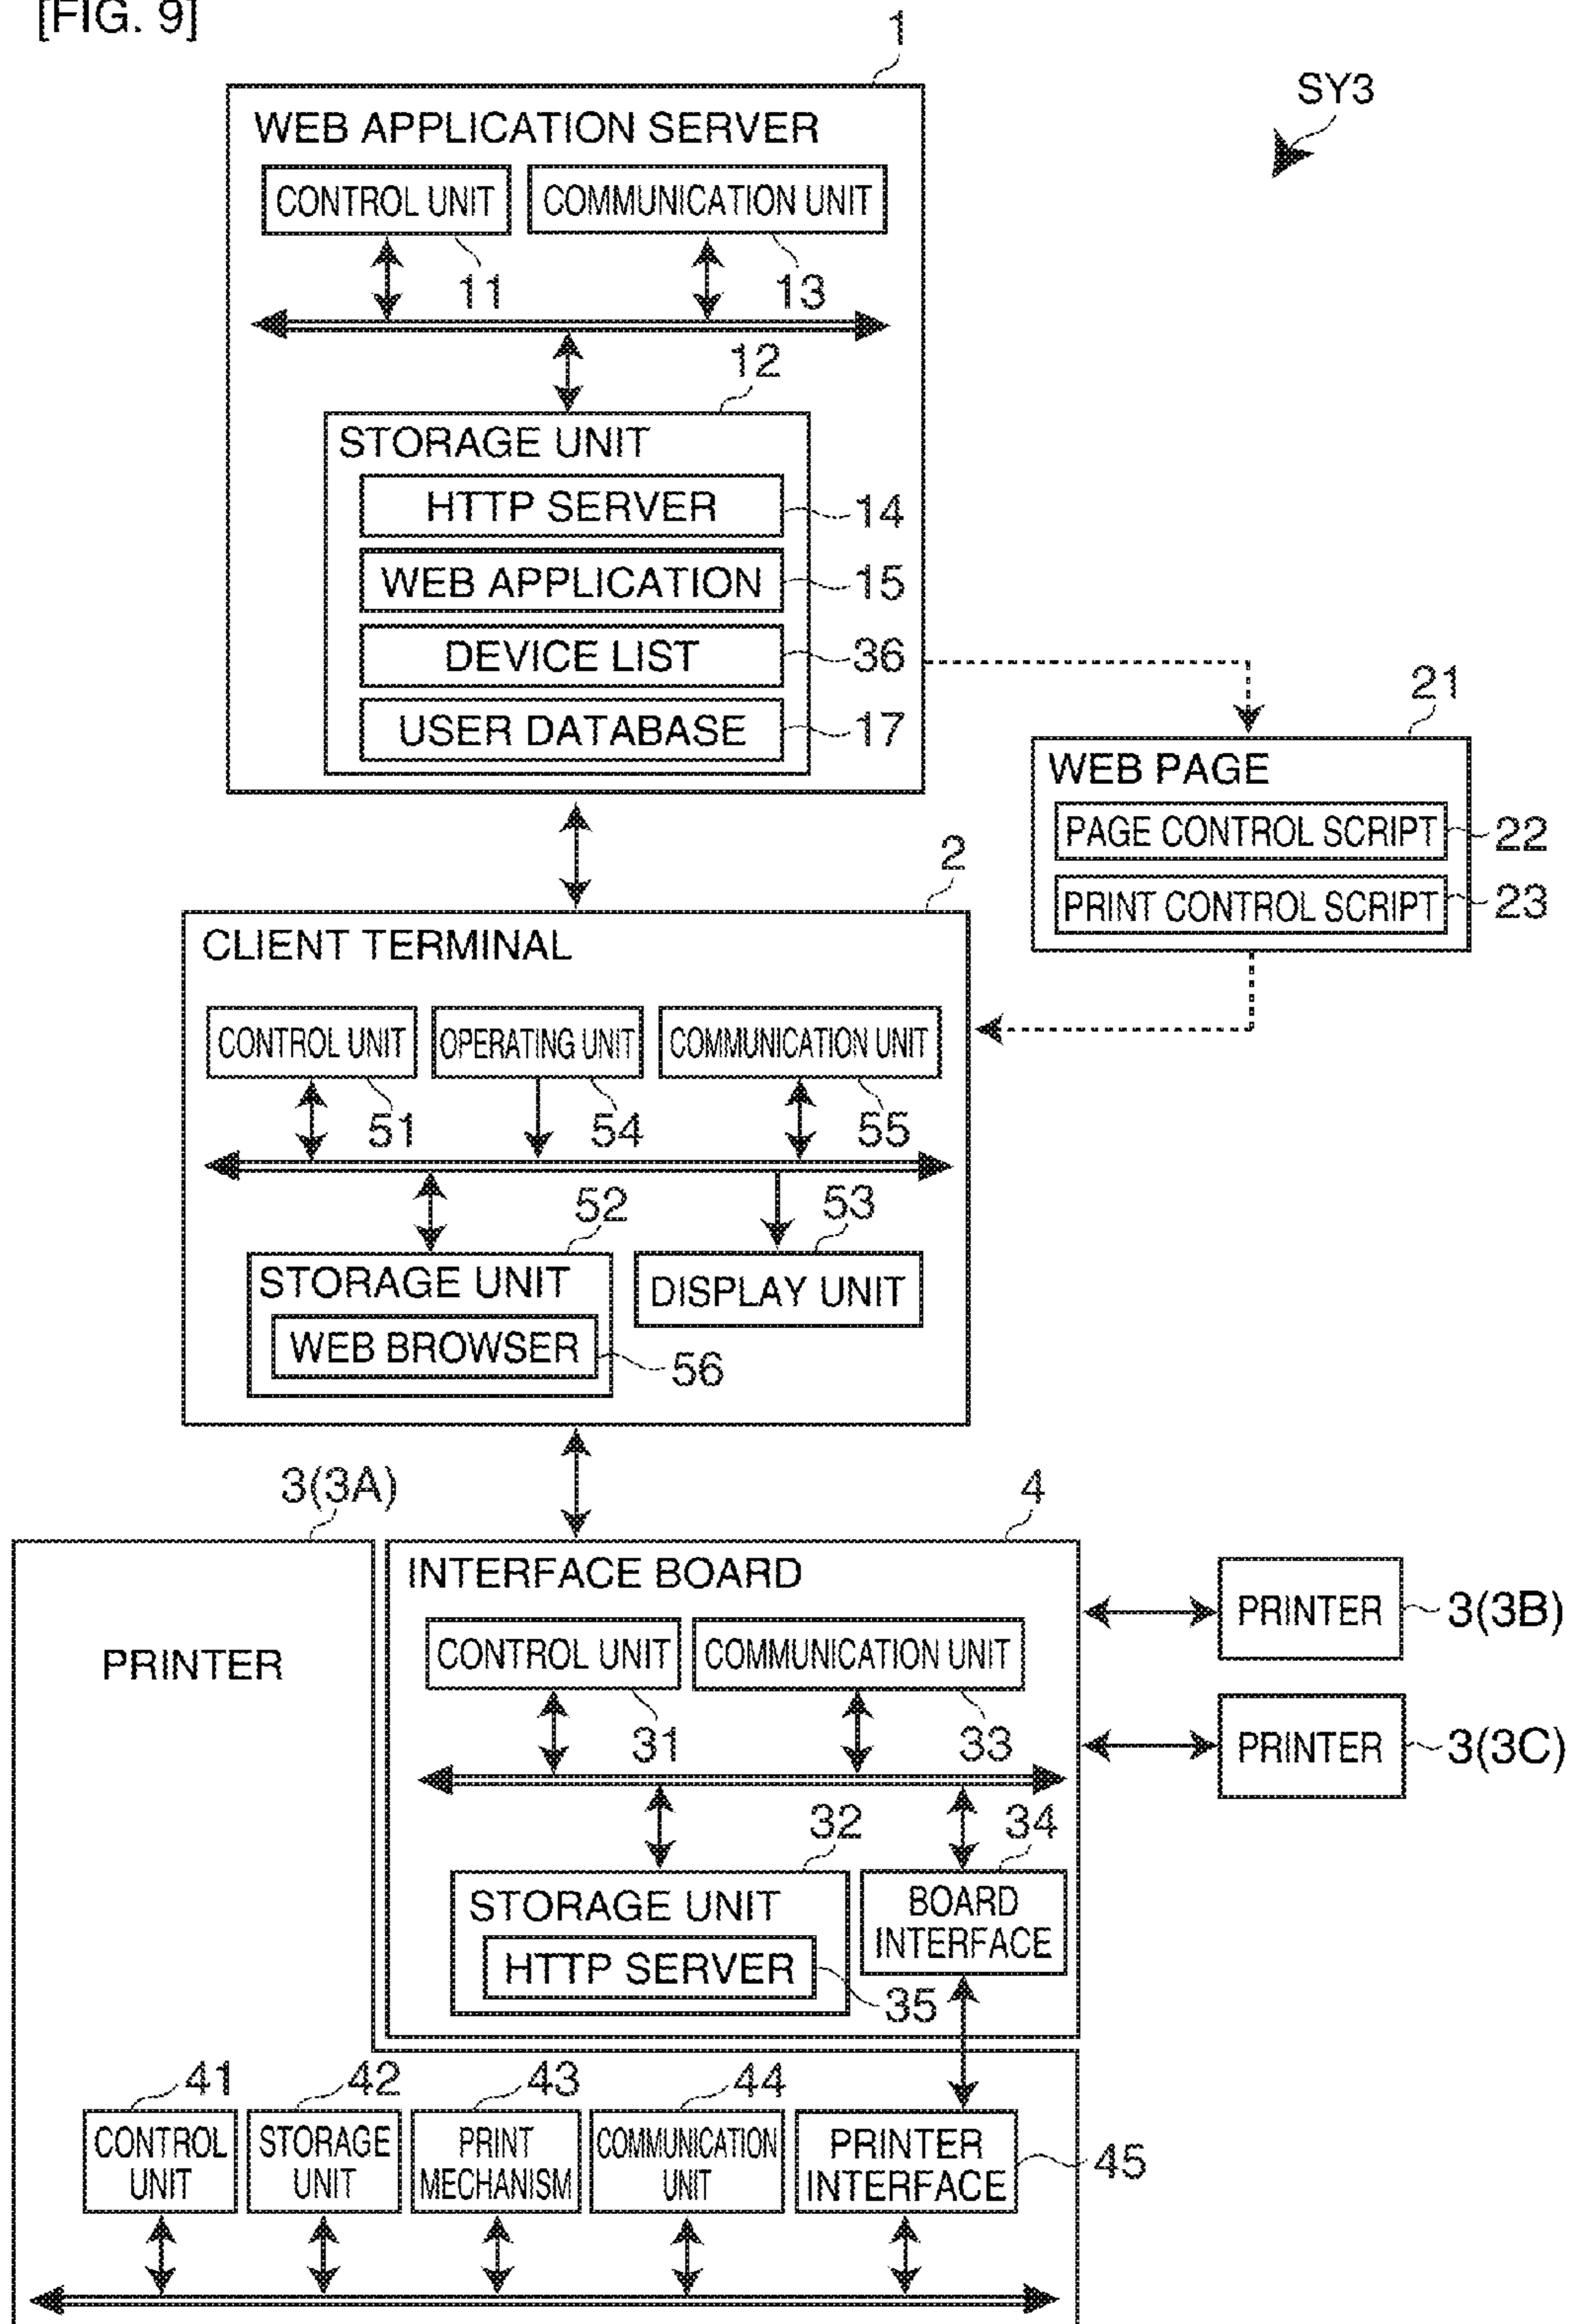 [FIG. 9]
1
SY3
WEB APPLICATION SERVER
CONTROL UNIT
COMMUNICATION UNIT
11
13
12
STORAGE UNIT
HTTP SERVER
14
WEB APPLICATION
15
DEVICE LIST
36
USER DATABASE
17
21
WEB PAGE
PAGE CONTROL SCRIPT
22
PRINT CONTROL SCRIPT
23
2
CLIENT TERMINAL
CONTROL UNIT
OPERATING UNIT
COMMUNICATION UNIT
51
54
55
52
53
STORAGE UNIT
WEB BROWSER
56
DISPLAY UNIT
3(3A)
4
PRINTER
INTERFACE BOARD
CONTROL UNIT
COMMUNICATION UNIT
31
33
PRINTER
3(3B)
PRINTER
3(3C)
32
34
STORAGE UNIT
HTTP SERVER
35
BOARD
INTERFACE
41
42
43
44
CONTROL
UNIT
STORAGE
UNIT
PRINT
MECHANISM
COMMUNICATION
UNIT
PRINTER
INTERFACE
45